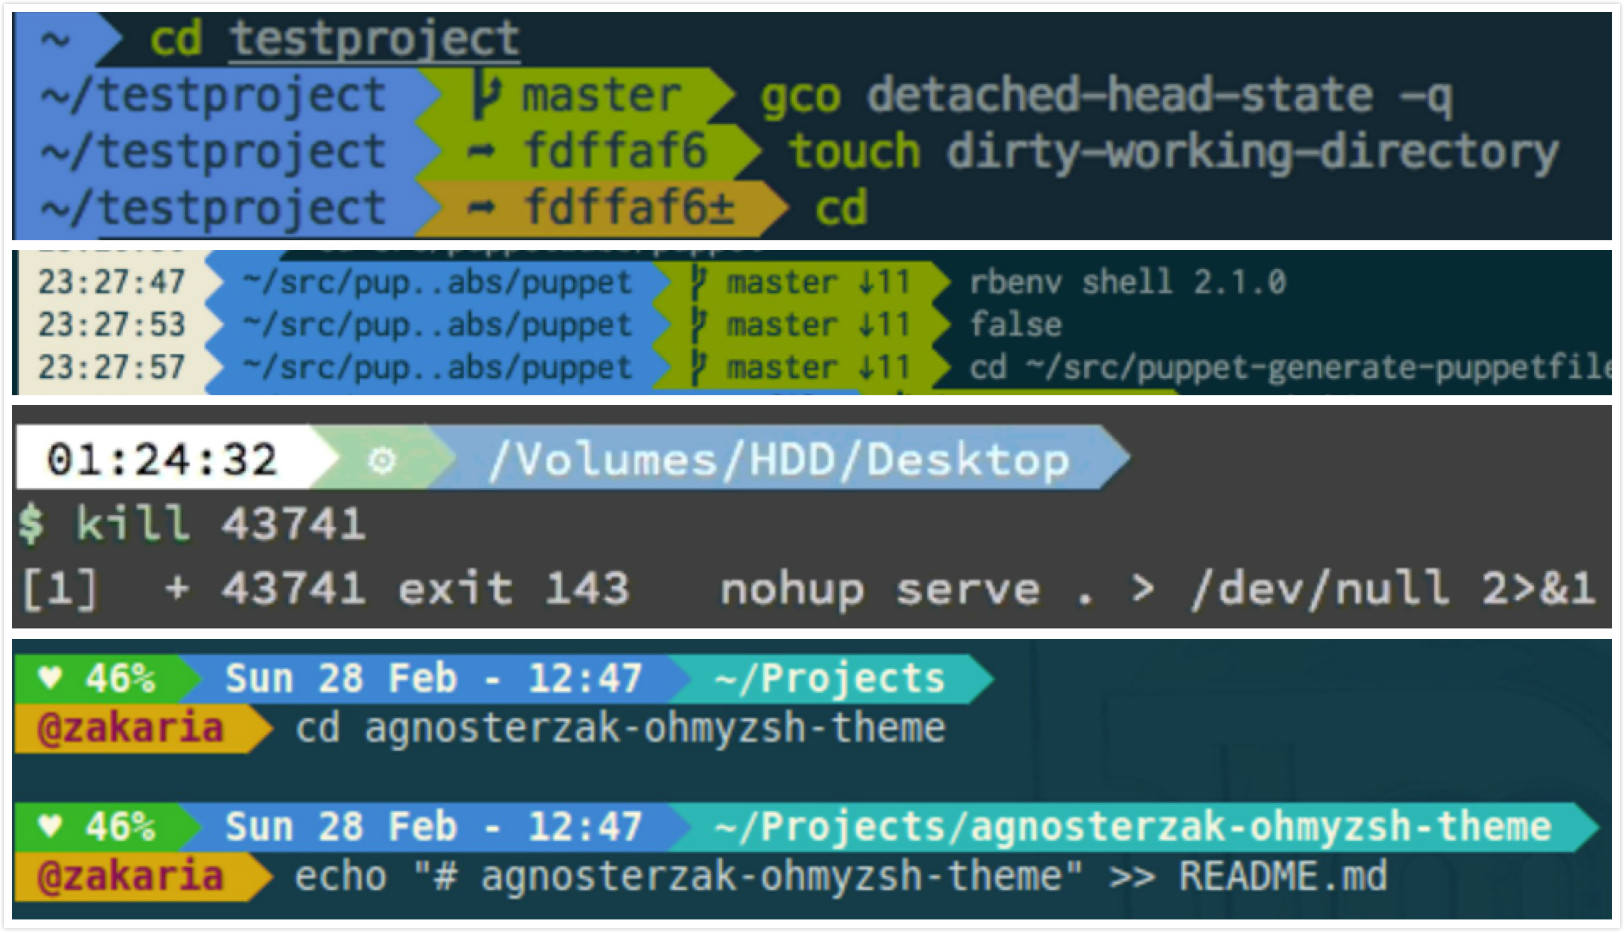 ~ cd testproject
~/testproject master gco detached-head-state -q
~/testproject ➦ fdffaf6 touch dirty-working-directory
~/testproject ➦ fdffaf6± cd
23:27:47 ~/src/pup..abs/puppet master ↓11 rbenv shell 2.1.0
23:27:53 ~/src/pup..abs/puppet master ↓11 false
23:27:57 ~/src/pup..abs/puppet master ↓11 cd ~/src/puppet-generate-puppetfile
01:24:32 ⚙ /Volumes/HDD/Desktop
$ kill 43741
[1] + 43741 exit 143 nohup serve . > /dev/null 2>&1
♥ 46% Sun 28 Feb - 12:47 ~/Projects
@zakaria cd agnosterzak-ohmyzsh-theme
♥ 46% Sun 28 Feb - 12:47 ~/Projects/agnosterzak-ohmyzsh-theme
@zakaria echo "# agnosterzak-ohmyzsh-theme" >> README.md